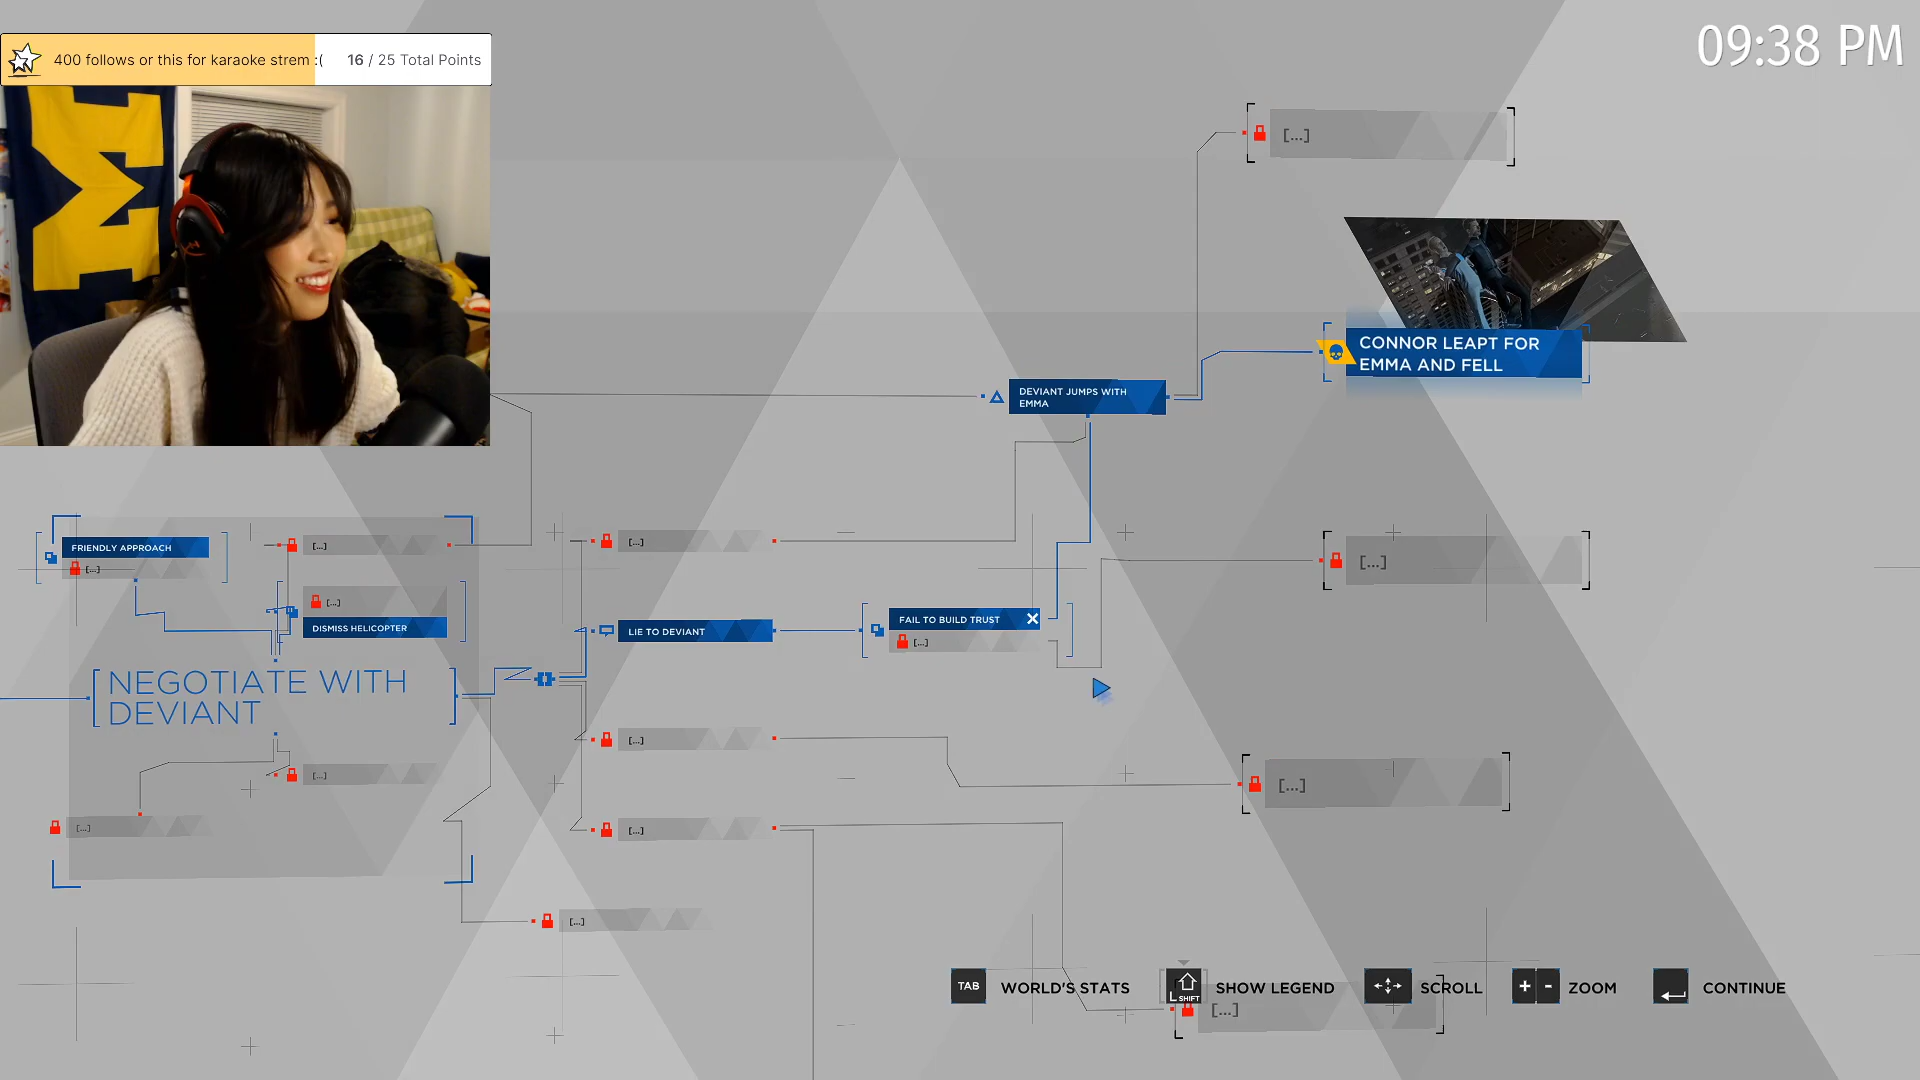 09:38 PM
400 follows or this for karaoke strem :(
16 / 25 Total Points
[...]
CONNOR LEAPT FOR
EMMA AND FELL
DEVIANT JUMPS WITH
EMMA
FRIENDLY APPROACH
[...]
[...]
[...]
[...]
[...]
DISMISS HELICOPTER
FAIL TO BUILD TRUST
[...]
LIE TO DEVIANT
NEGOTIATE WITH
DEVIANT
[...]
[...]
[...]
[...]
[...]
[...]
TAB WORLD'S STATS
L SHIFT SHOW LEGEND
SCROLL
+ - ZOOM
CONTINUE
[...]